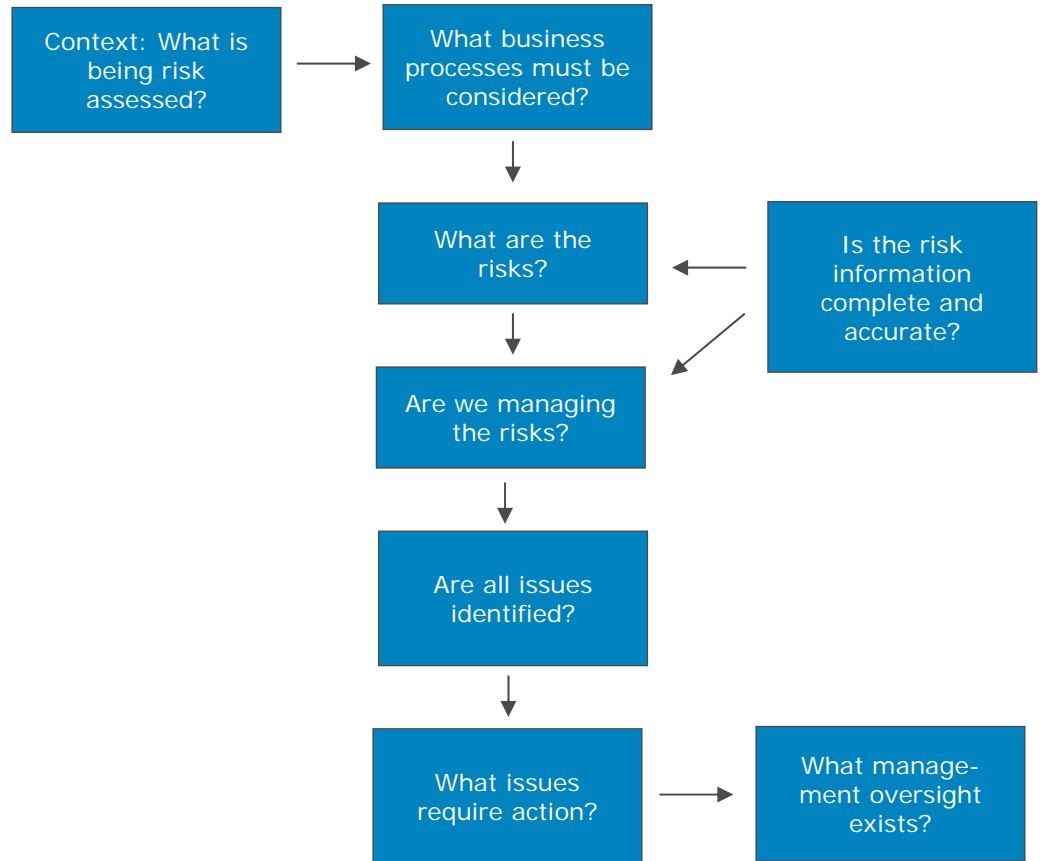 Context: What is
being risk
assessed?
What business
processes must be
considered?
What are the
risks?
Is the risk
information
complete and
accurate?
Are we managing
the risks?
Are all issues
identified?
What issues
require action?
What manage-
ment oversight
exists?